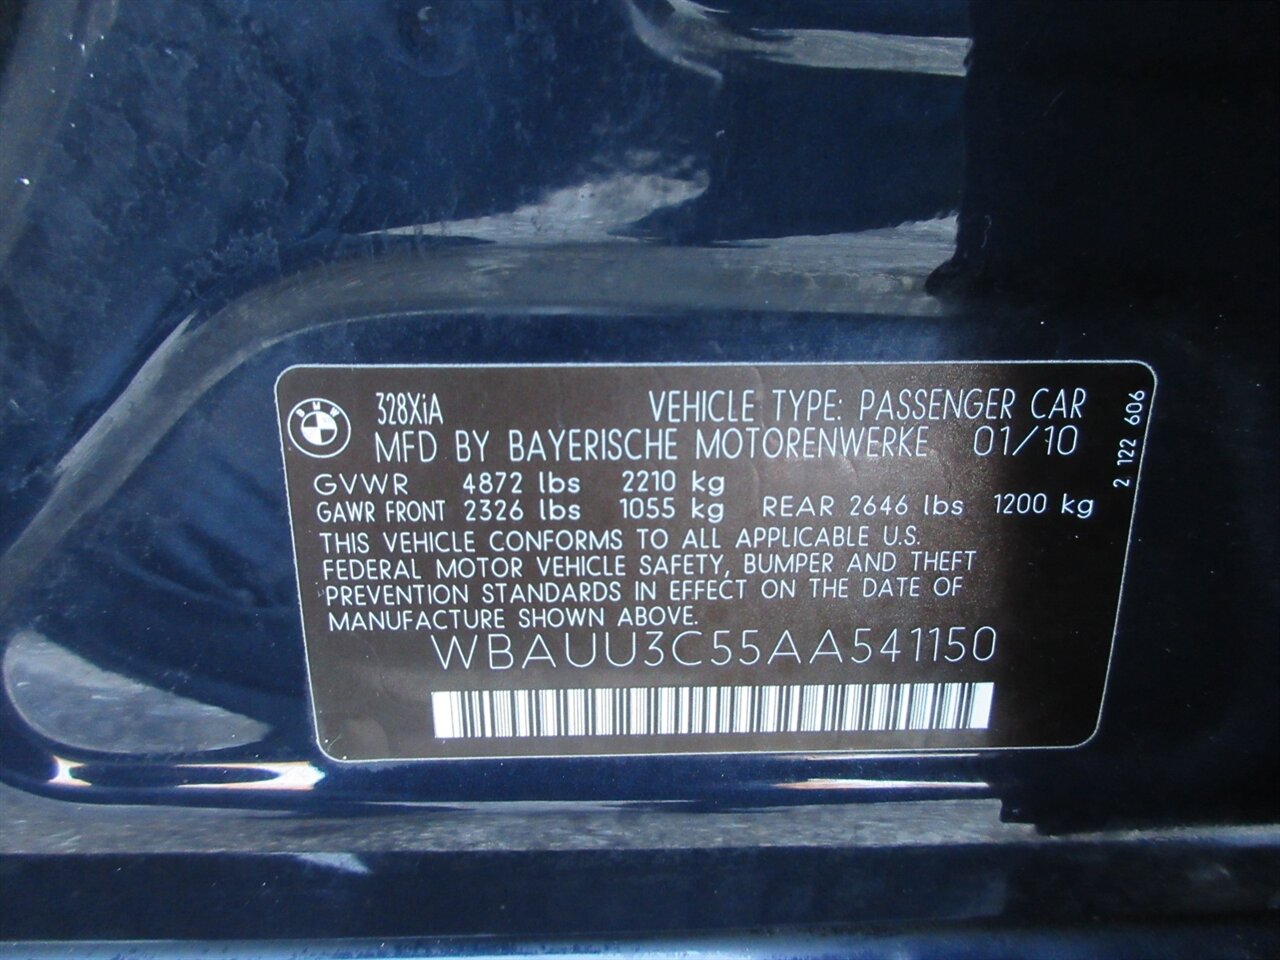 BMW
328XiA VEHICLE TYPE: PASSENGER CAR
MFD BY BAYERISCHE MOTORENWERKE 01/10
GVWR 4872 lbs 2210 kg
GAWR FRONT 2326 lbs 1055 kg REAR 2646 lbs 1200 kg
THIS VEHICLE CONFORMS TO ALL APPLICABLE U.S.
FEDERAL MOTOR VEHICLE SAFETY, BUMPER AND THEFT
PREVENTION STANDARDS IN EFFECT ON THE DATE OF
MANUFACTURE SHOWN ABOVE.
WBAUU3C55AA541150
2 122 606